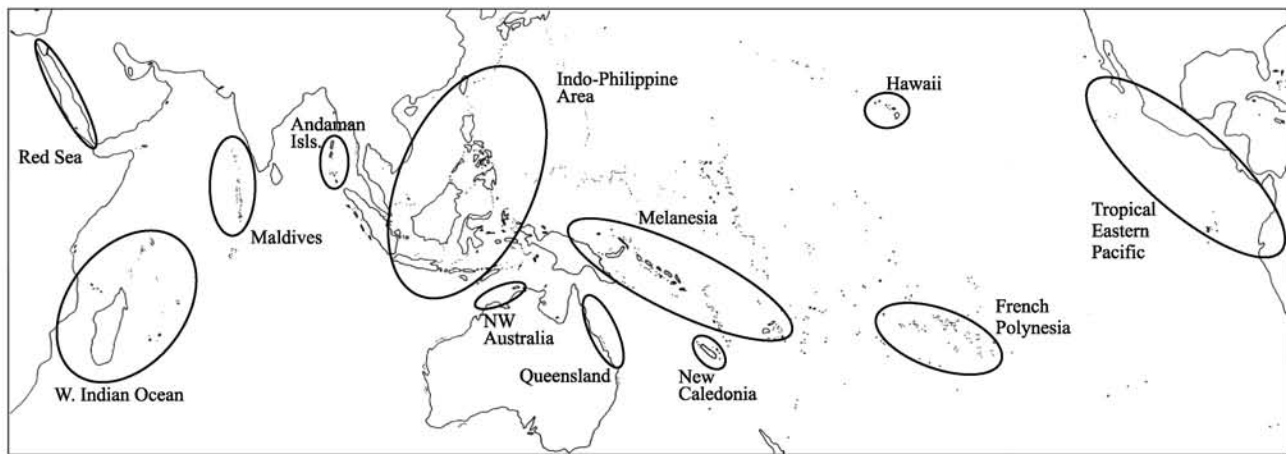 Indo-Philippine
Area
Hawaii
Andaman
Isls.
Red Sea
Maldives
Melanesia
Tropical
Eastern
Pacific
NW
Australia
French
Polynesia
Queensland
New
Caledonia
W. Indian Ocean